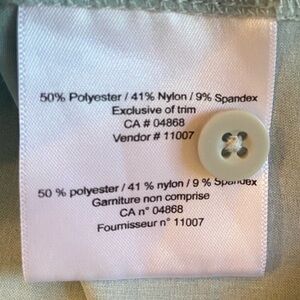 50% Polyester / 41% Nylon / 9% Spandex
Exclusive of trim
CA # 04868
Vendor # 11007
50 % polyester / 41 % nylon / 9 % Spandex
Garniture non comprise
CA n° 04868
Fournisseur n° 11007